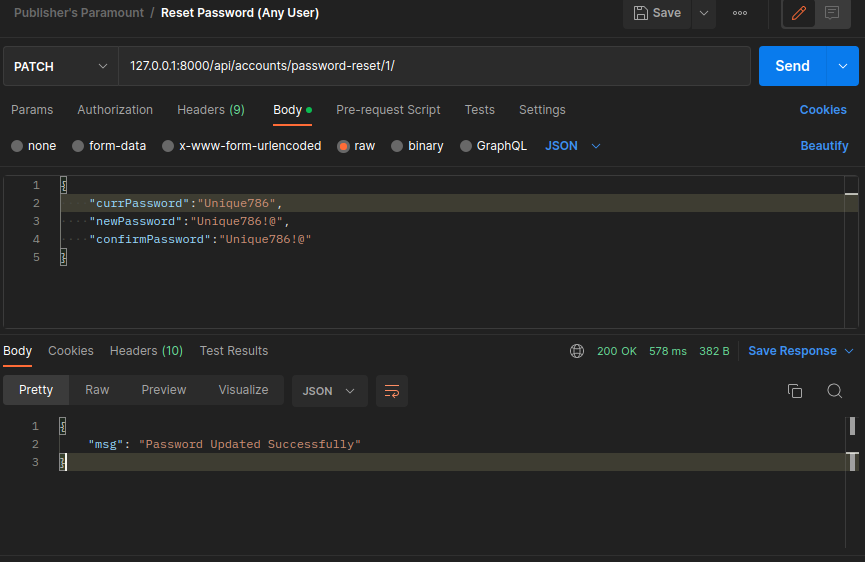 Publisher's Paramount / Reset Password (Any User)
Save
PATCH
127.0.0.1:8000/api/accounts/password-reset/1/
Send
Params Authorization Headers (9) Body Pre-request Script Tests Settings Cookies
none form-data x-www-form-urlencoded raw binary GraphQL JSON Beautify
1 {
2 "currPassword":"Unique786",
3 "newPassword":"Unique786!@",
4 "confirmPassword":"Unique786!@"
5 }
Body Cookies Headers (10) Test Results 200 OK 578 ms 382 B Save Response
Pretty Raw Preview Visualize JSON
1 {
2 "msg": "Password Updated Successfully"
3 }